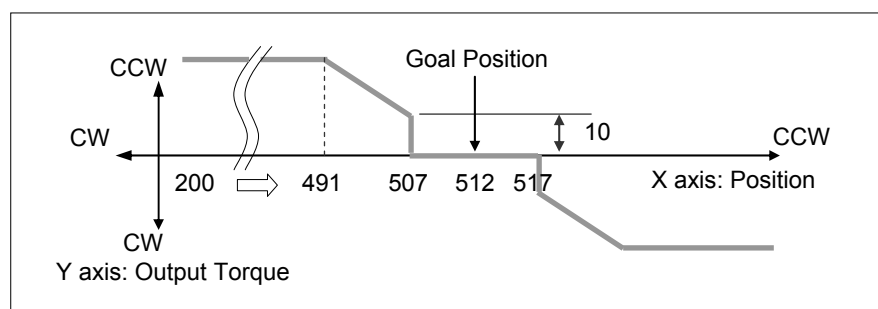 CCW
Goal Position
10
CW
CCW
200
491
507
512
517
X axis: Position
CW
Y axis: Output Torque